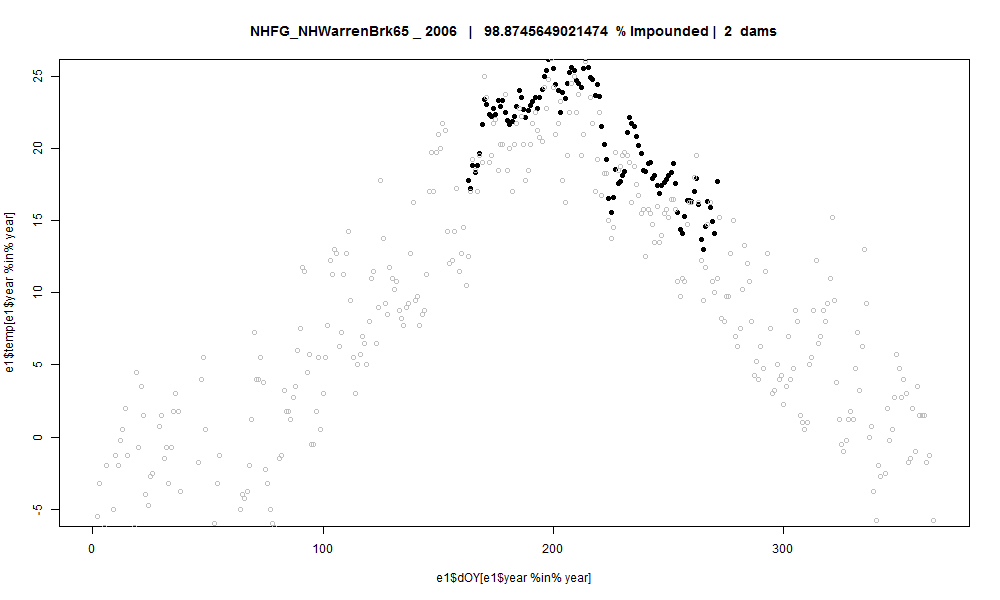 NHFG_NHWarrenBrk65 _ 2006 | 98.8745649021474 % Impounded | 2 dams
e1$temp[e1$year %in% year]
25
20
15
10
5
0
-5
0 100 200 300
e1$dOY[e1$year %in% year]